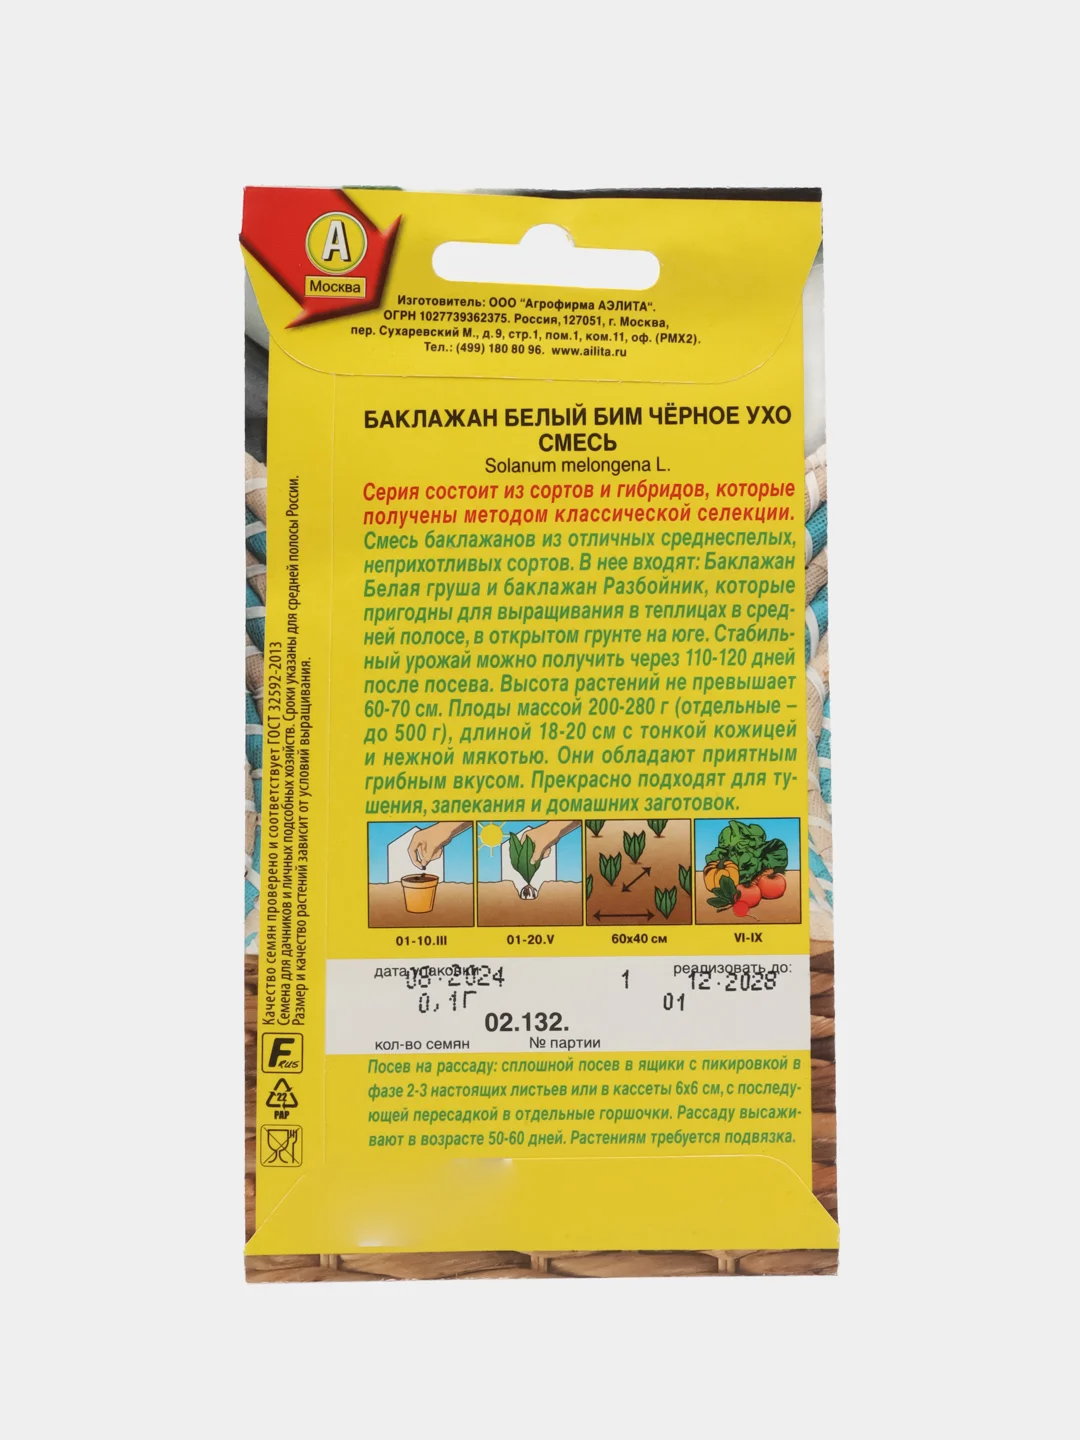 А
Москва
Изготовитель: ООО "Агрофирма АЭЛИТА".
ОГРН 1027739362375. Россия, 127051, г. Москва,
пер. Сухаревский М., д.9, стр.1, пом.1, ком.11, оф. (РМХ2).
Тел.: (499) 180 80 96. www.ailita.ru
БАКЛАЖАН БЕЛЫЙ БИМ ЧЁРНОЕ УХО
СМЕСЬ
Solanum melongena L.
Серия состоит из сортов и гибридов, которые
получены методом классической селекции.
Смесь баклажанов из отличных среднеспелых,
неприхотливых сортов. В нее входят: Баклажан
Белая груша и баклажан Разбойник, которые
пригодны для выращивания в теплицах в сред-
ней полосе, в открытом грунте на юге. Стабиль-
ный урожай можно получить через 110-120 дней
после посева. Высота растений не превышает
60-70 см. Плоды массой 200-280 г (отдельные –
до 500 г), длиной 18-20 см с тонкой кожицей
и нежной мякотью. Они обладают приятным
грибным вкусом. Прекрасно подходят для ту-
шения, запекания и домашних заготовок.
01-10.III 01-20.V 60х40 см VI-IX
дата упаковки реализовать до:
08.2024 1 12.2028
0,1Г 01
02.132.
кол-во семян № партии
Посев на рассаду: сплошной посев в ящики с пикировкой в
фазе 2-3 настоящих листьев или в кассеты 6х6 см, с последу-
ющей пересадкой в отдельные горшочки. Рассаду высажи-
вают в возрасте 50-60 дней. Растениям требуется подвязка.
Качество семян проверено и соответствует ГОСТ 32592-2013
Семена для дачников и личных подсобных хозяйств. Сроки указаны для средней полосы России.
Размер и качество растений зависит от условий выращивания.
F RUS
22
PAP